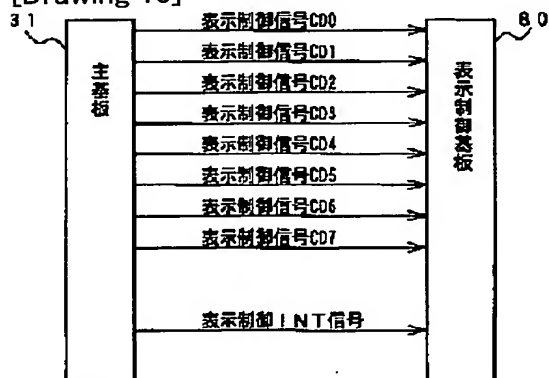 31
80
表示制御信号CD0
表示制御信号CD1
表示制御信号CD2
表示制御信号CD3
表示制御信号CD4
表示制御信号CD5
表示制御信号CD6
表示制御信号CD7
表示制御INT信号
主基板
表示制御基板